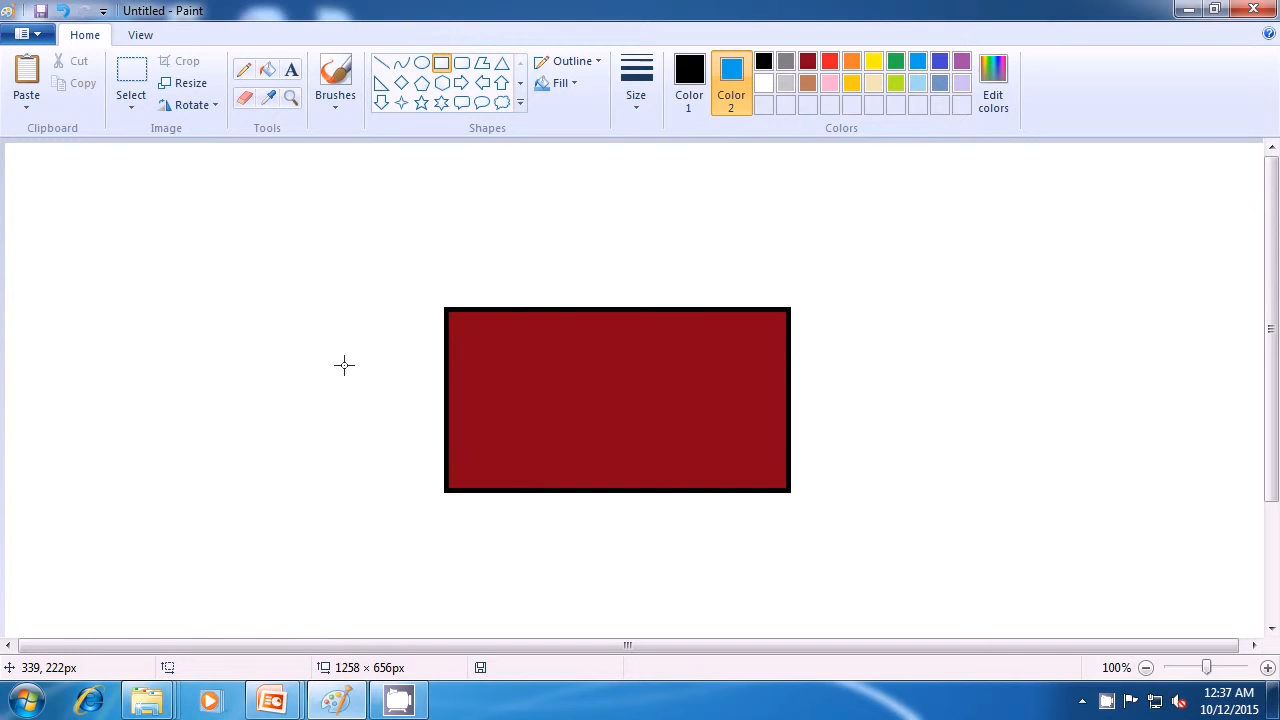 Untitled - Paint
Home
View
Paste
Cut
Copy
Clipboard
Select
Crop
Resize
Rotate
Image
A
Tools
Brushes
Outline
Fill
Shapes
Size
Color 1
Color 2
Edit colors
Colors
339, 222px
1258 × 656px
100%
12:37 AM
10/12/2015